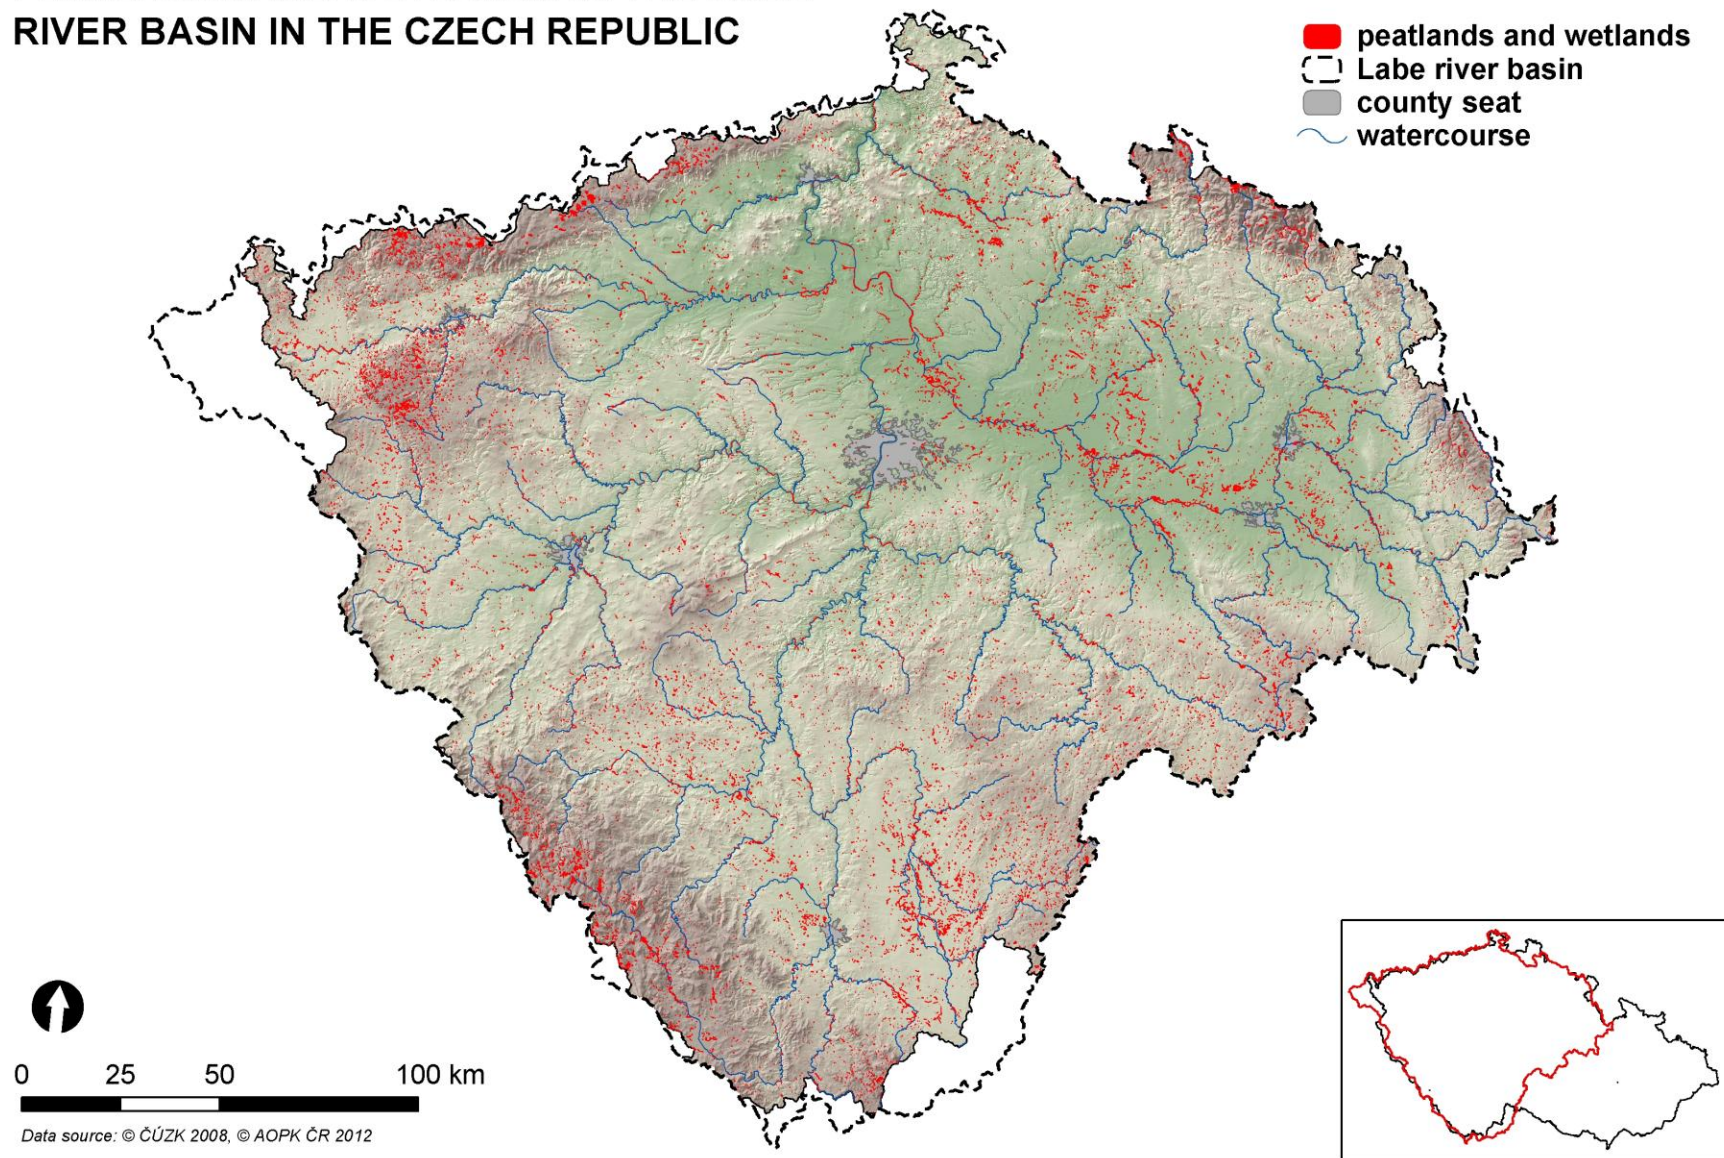 RIVER BASIN IN THE CZECH REPUBLIC
peatlands and wetlands
Labe river basin
county seat
watercourse
0 25 50 100 km
Data source: © ČÚZK 2008, © AOPK ČR 2012